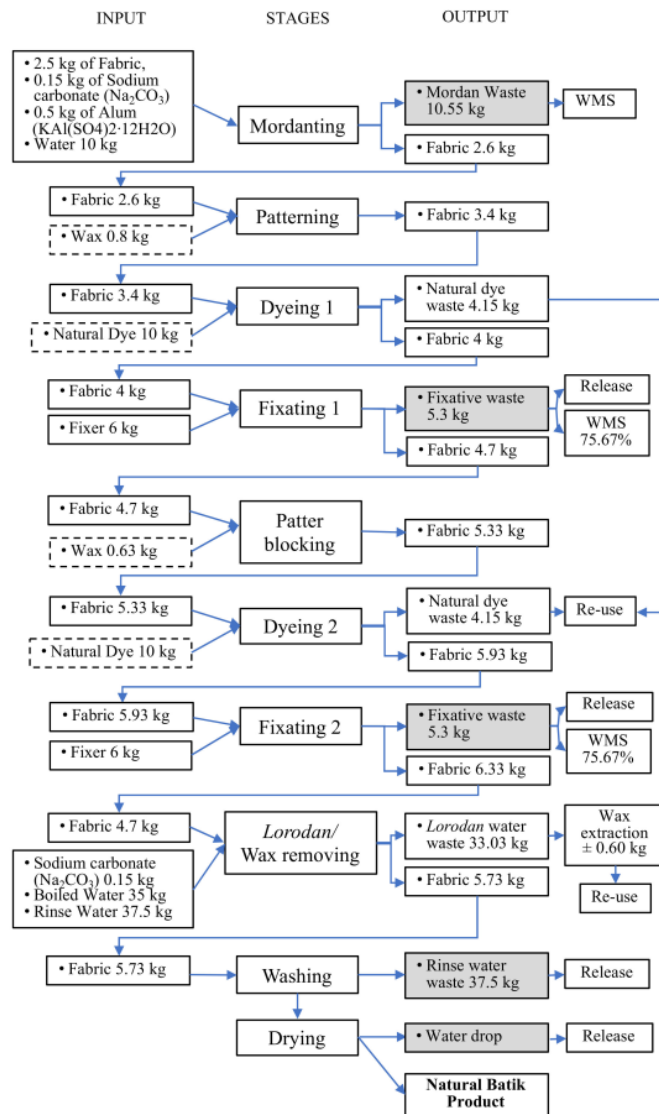 INPUT STAGES OUTPUT
• 2.5 kg of Fabric,
• 0.15 kg of Sodium
carbonate (Na₂CO₃)
• 0.5 kg of Alum
(KAl(SO4)2·12H2O)
• Water 10 kg
Mordanting
• Mordan Waste
10.55 kg
WMS
• Fabric 2.6 kg
• Fabric 2.6 kg
• Wax 0.8 kg
Patterning
• Fabric 3.4 kg
• Fabric 3.4 kg
• Natural Dye 10 kg
Dyeing 1
• Natural dye
waste 4.15 kg
• Fabric 4 kg
• Fabric 4 kg
• Fixer 6 kg
Fixating 1
• Fixative waste
5.3 kg
Release
WMS
75.67%
• Fabric 4.7 kg
• Fabric 4.7 kg
• Wax 0.63 kg
Patter
blocking
• Fabric 5.33 kg
• Fabric 5.33 kg
• Natural Dye 10 kg
Dyeing 2
• Natural dye
waste 4.15 kg
Re-use
• Fabric 5.93 kg
• Fabric 5.93 kg
• Fixer 6 kg
Fixating 2
• Fixative waste
5.3 kg
Release
WMS
75.67%
• Fabric 6.33 kg
• Fabric 4.7 kg
• Sodium carbonate
(Na₂CO₃) 0.15 kg
• Boiled Water 35 kg
• Rinse Water 37.5 kg
Lorodan/
Wax removing
• Lorodan water
waste 33.03 kg
Wax
extraction
± 0.60 kg
Re-use
• Fabric 5.73 kg
• Fabric 5.73 kg
Washing
• Rinse water
waste 37.5 kg
Release
Drying
• Water drop
Release
Natural Batik
Product